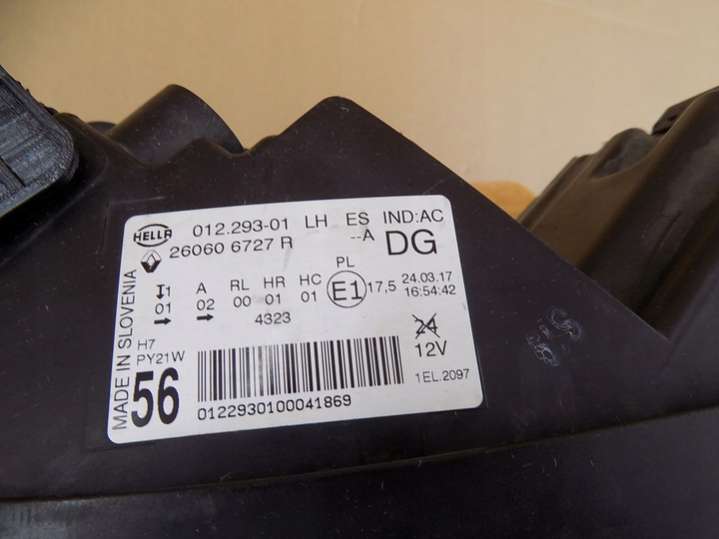 HELLA 012.293-01 LH ES IND:AC
26060 6727 R --A DG
PL
1 A RL HR HC E1 17,5 24.03.17
01 02 00 01 01 16:54:42
4323
H7
PY21W
24
12V
MADE IN SLOVENIA
56
0122930100041869
1EL.2097